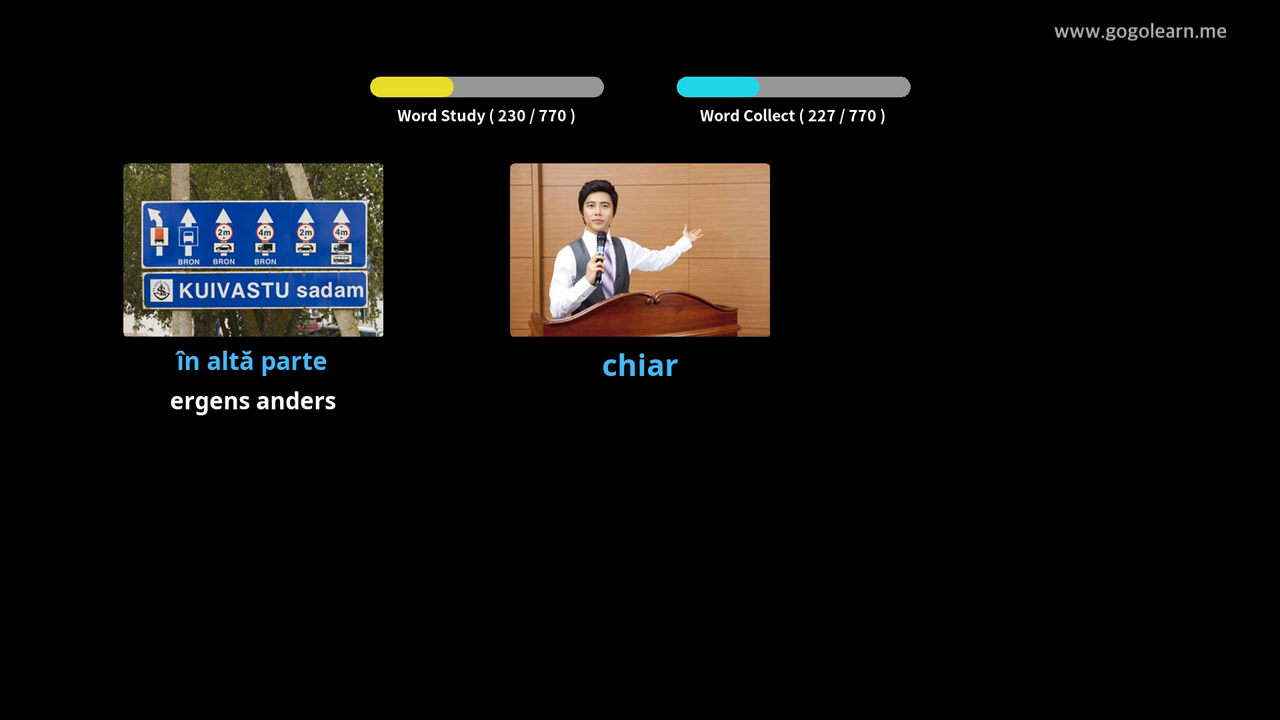 www.gogolearn.me
Word Study ( 230 / 770 )
Word Collect ( 227 / 770 )
2m
4m
2m
4m
BRON
BRON
BRON
KUIVASTU sadam
în altă parte
chiar
ergens anders